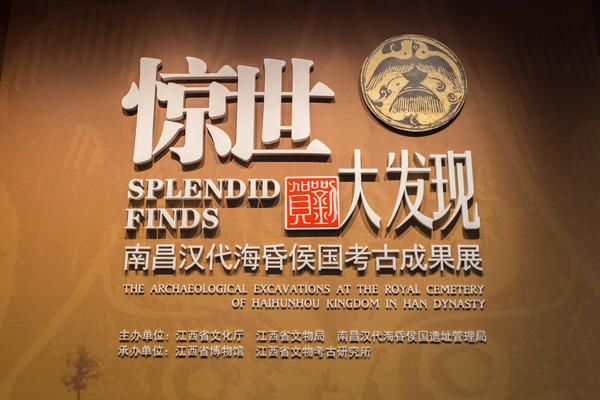 惊世
SPLENDID
FINDS
劉賀
大发现
南昌汉代海昏侯国考古成果展
THE ARCHAEOLOGICAL EXCAVATIONS AT THE ROYAL CEMETERY
OF HAIHUNHOU KINGDOM IN HAN DYNASTY
主办单位：江西省文化厅　江西省文物局　南昌汉代海昏侯国遗址管理局
承办单位：江西省博物馆　江西省文物考古研究所